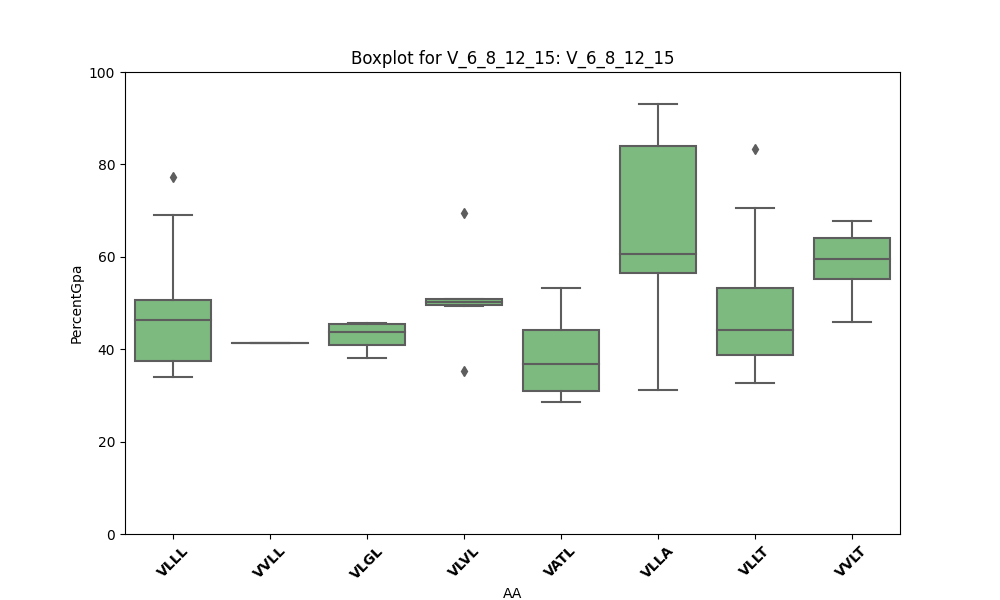 Boxplot for V_6_8_12_15: V_6_8_12_15
100
80
60
40
20
0
PercentGpa
VLLL VVLL VLGL VLVL VATL VLLA VLLT VVLT
AA